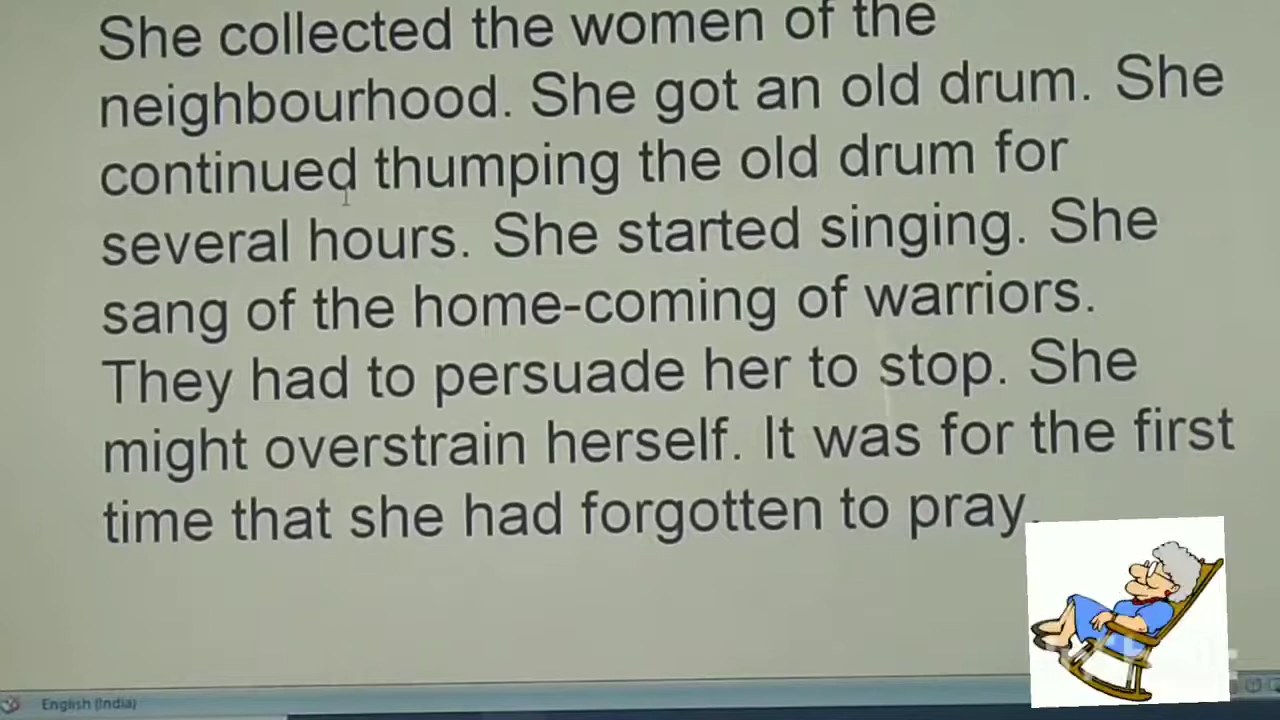 She collected the women of the
neighbourhood. She got an old drum. She
continued thumping the old drum for
several hours. She started singing. She
sang of the home-coming of warriors.
They had to persuade her to stop. She
might overstrain herself. It was for the first
time that she had forgotten to pray.
English (India)